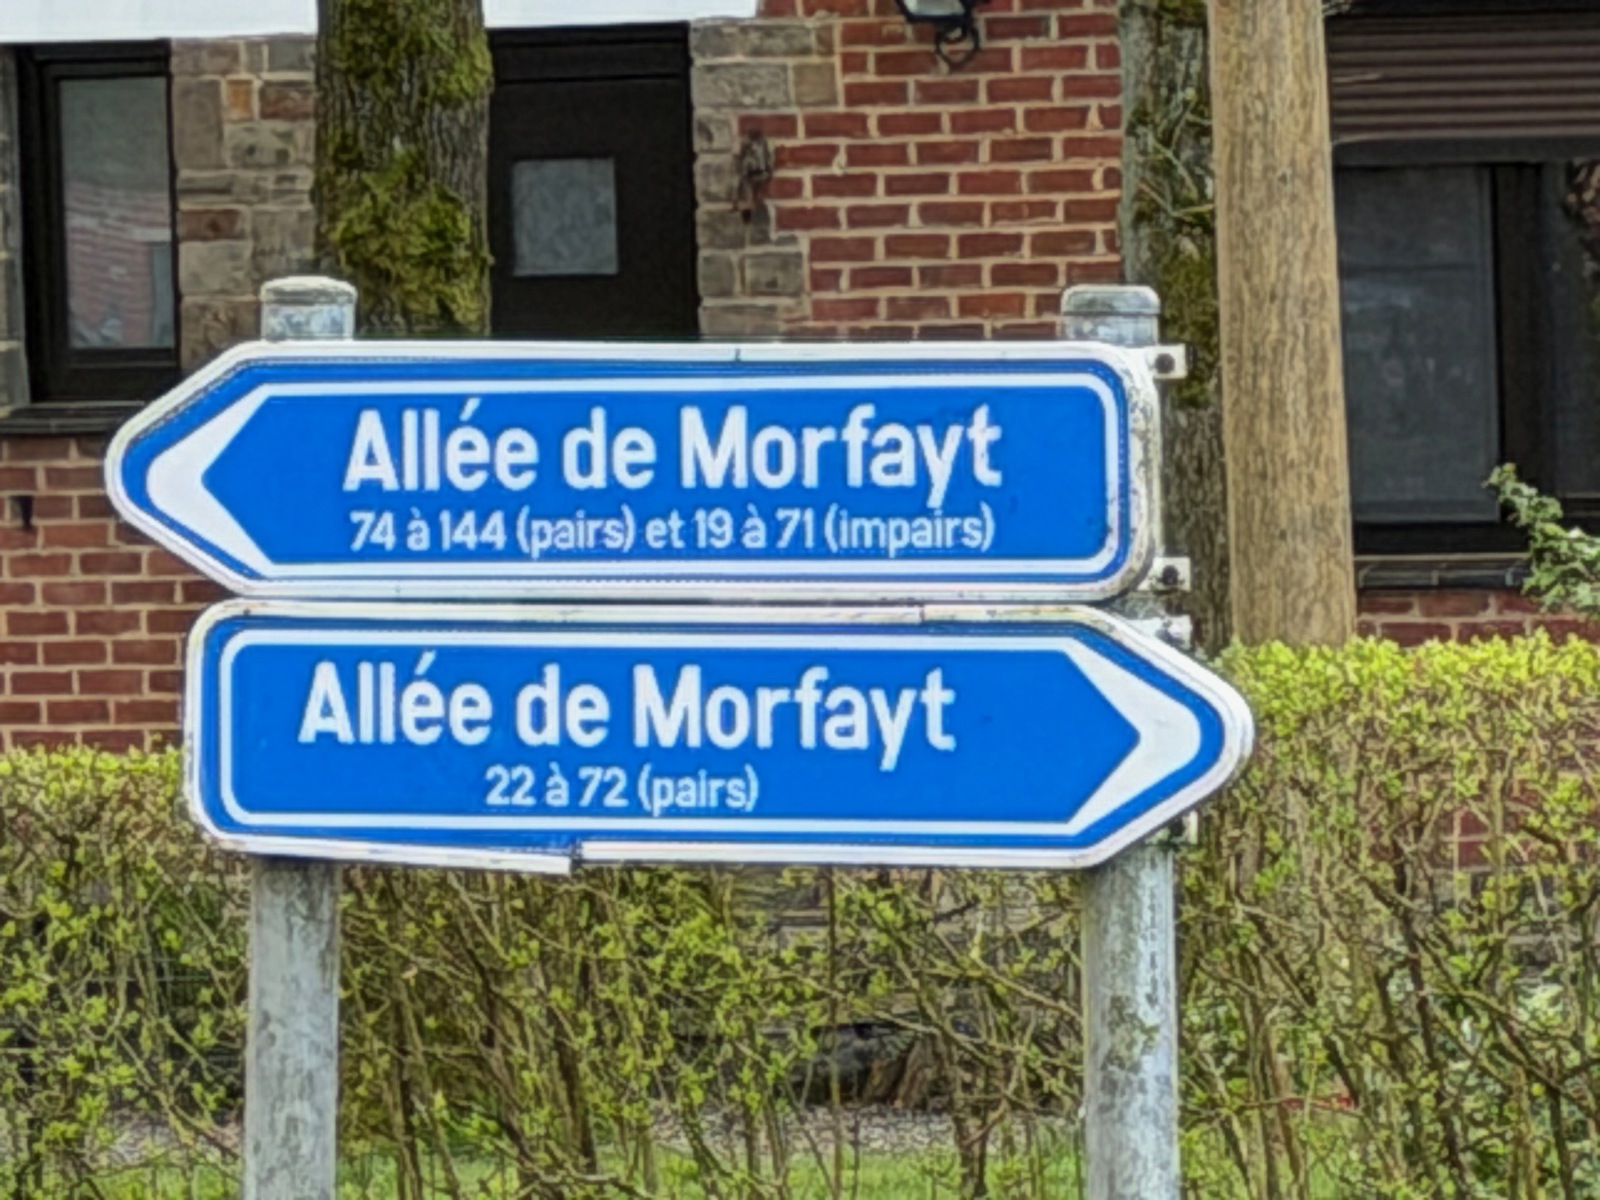 Allée de Morfayt
74 à 144 (pairs) et 19 à 71 (impairs)
Allée de Morfayt
22 à 72 (pairs)